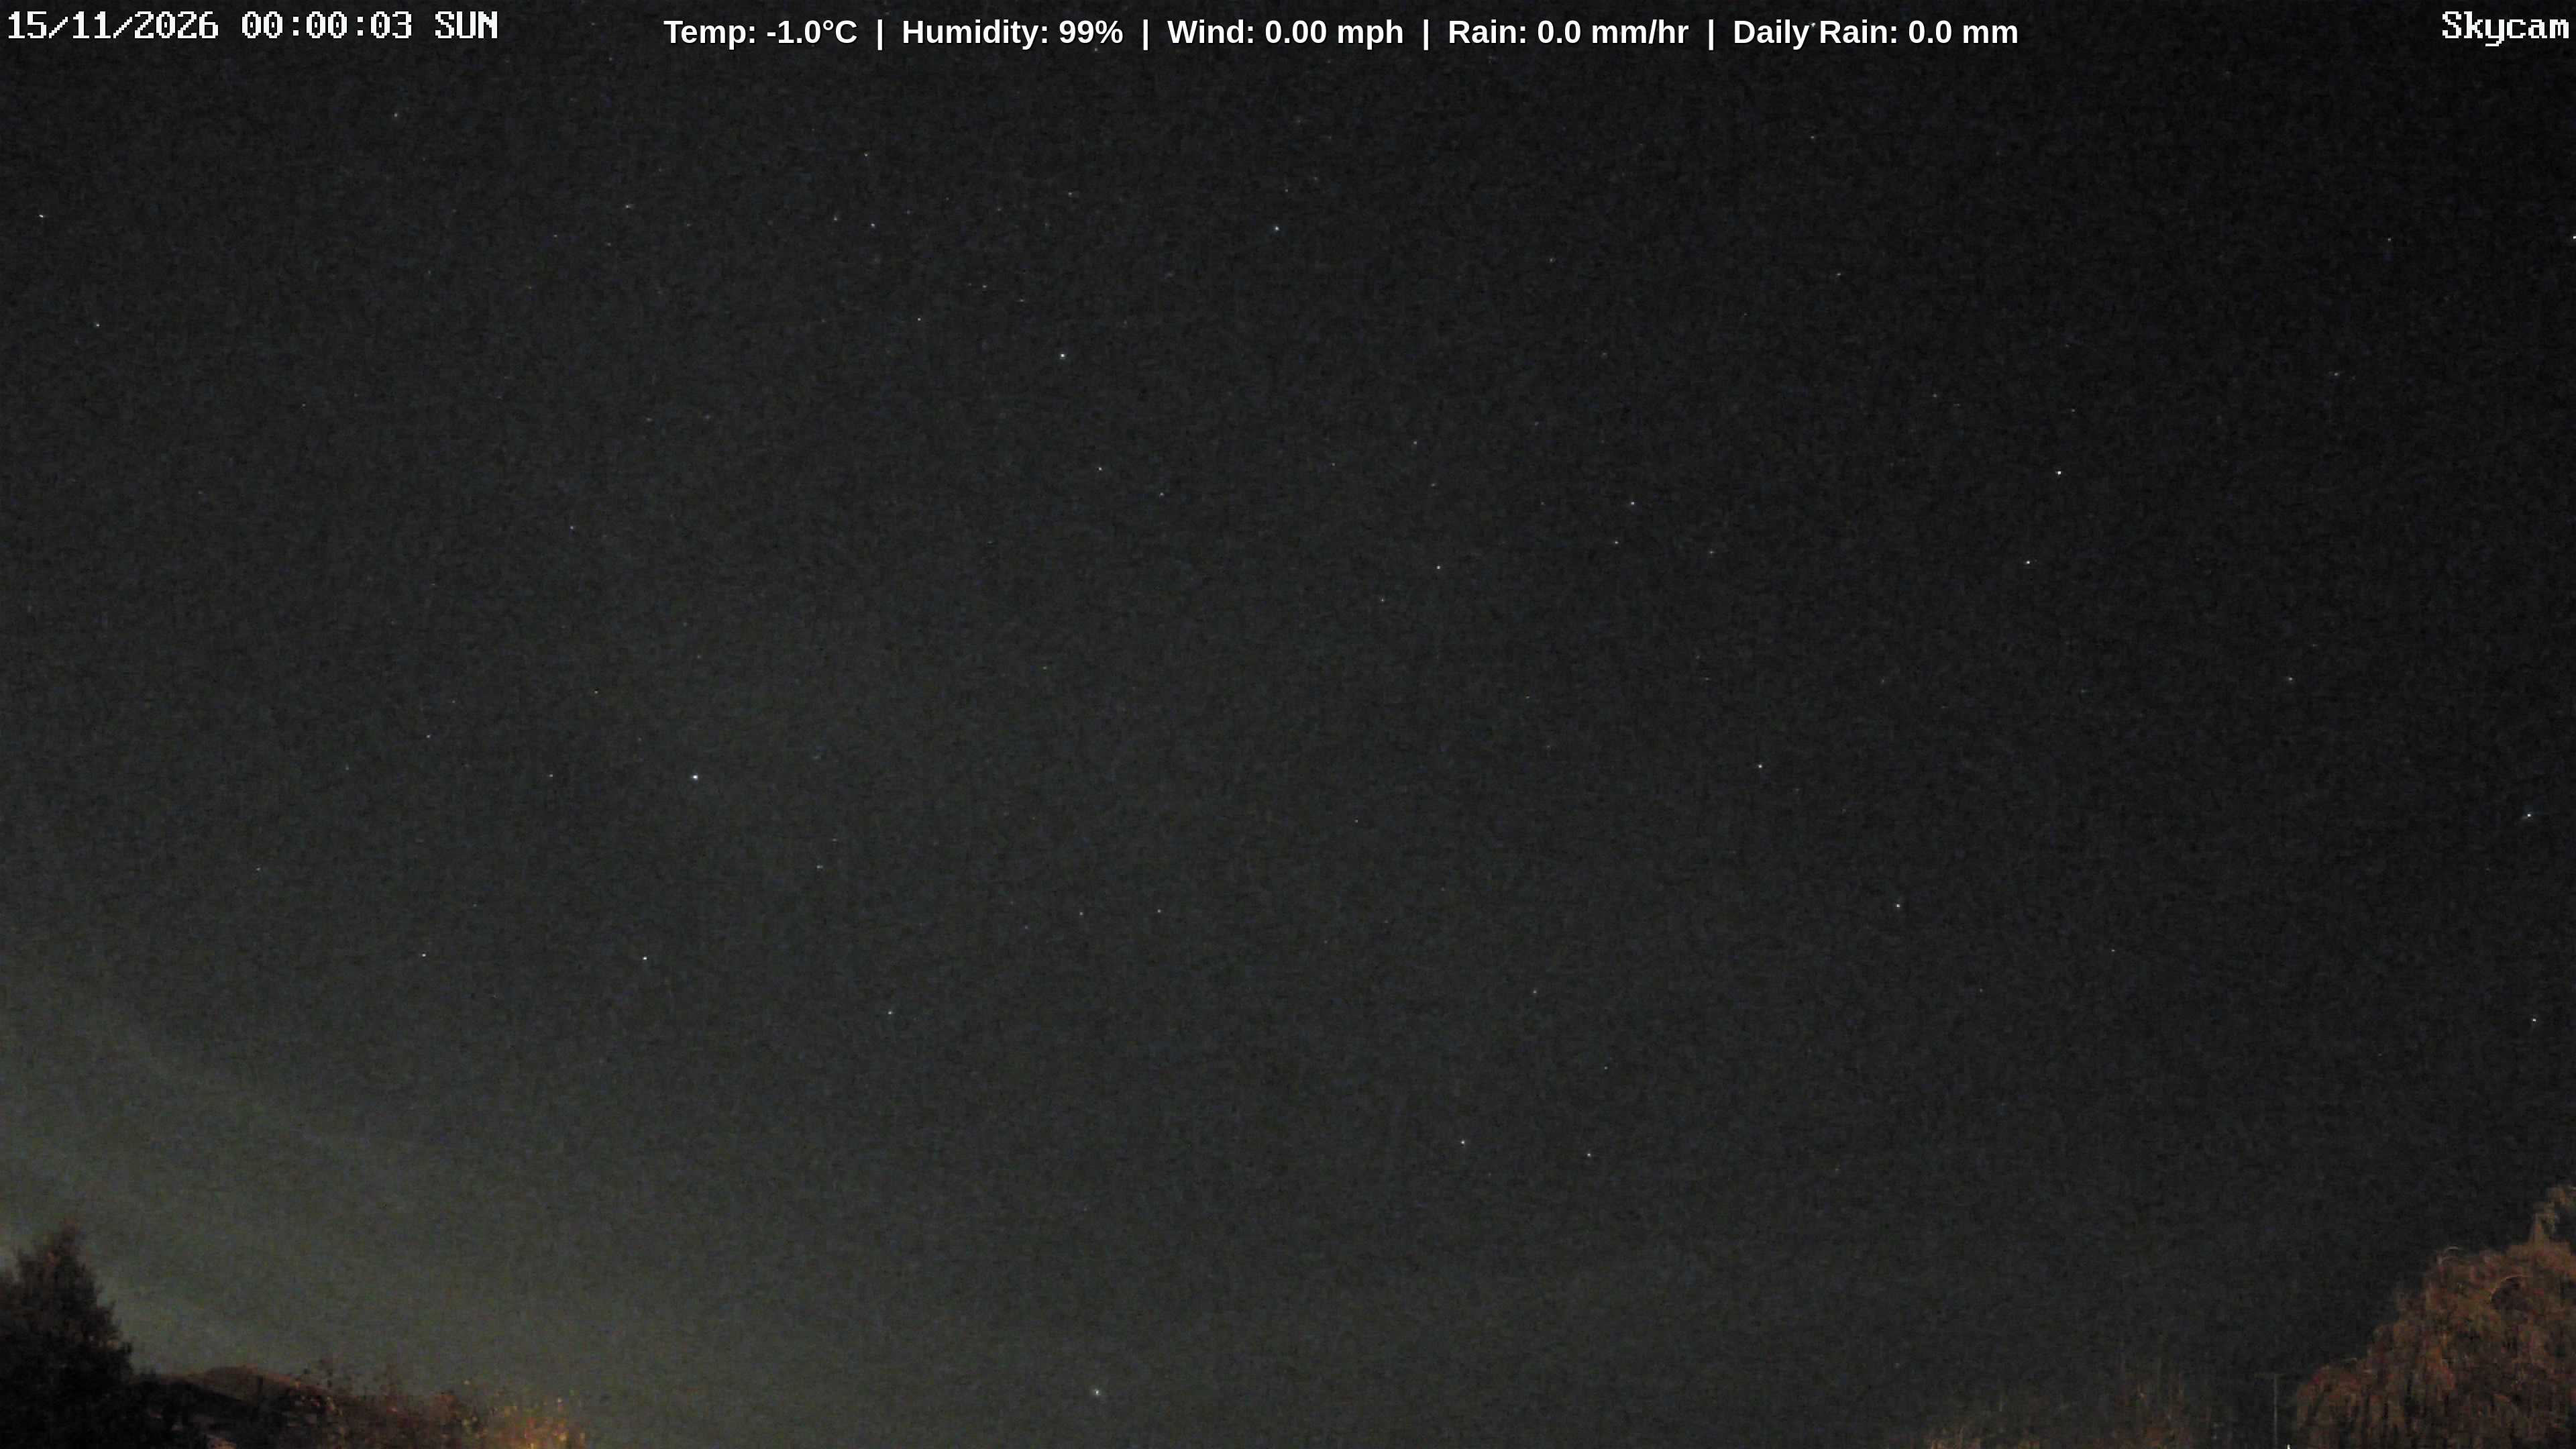 15/11/2026 00:00:03 SUN
Temp: -1.0°C | Humidity: 99% | Wind: 0.00 mph | Rain: 0.0 mm/hr | Daily Rain: 0.0 mm
Skycam